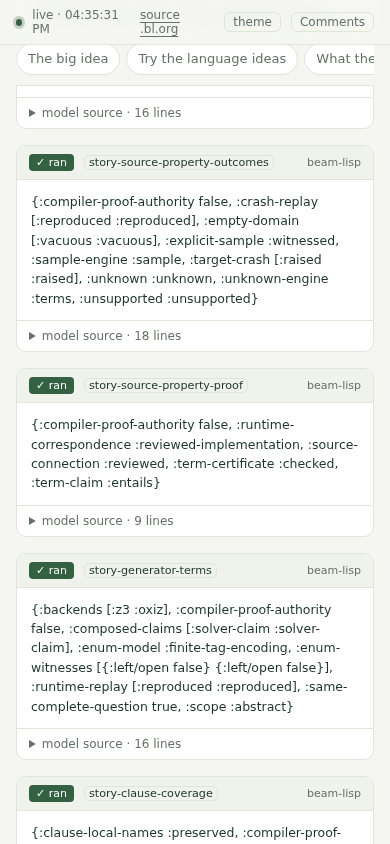 live · 04:35:31 PM
source.bl.org
theme
Comments
The big idea
Try the language ideas
What the
▶ model source · 16 lines
✓ ran
story-source-property-outcomes
beam-lisp
{:compiler-proof-authority false, :crash-replay
[:reproduced :reproduced], :empty-domain
[:vacuous :vacuous], :explicit-sample :witnessed,
:sample-engine :sample, :target-crash [:raised
:raised], :unknown :unknown, :unknown-engine
:terms, :unsupported :unsupported}
▶ model source · 18 lines
✓ ran
story-source-property-proof
beam-lisp
{:compiler-proof-authority false, :runtime-
correspondence :reviewed-implementation, :source-
connection :reviewed, :term-certificate :checked,
:term-claim :entails}
▶ model source · 9 lines
✓ ran
story-generator-terms
beam-lisp
{:backends [:z3 :oxiz], :compiler-proof-authority
false, :composed-claims [:solver-claim :solver-
claim], :enum-model :finite-tag-encoding, :enum-
witnesses [{:left/open false} {:left/open false}],
:runtime-replay [:reproduced :reproduced], :same-
complete-question true, :scope :abstract}
▶ model source · 16 lines
✓ ran
story-clause-coverage
beam-lisp
{:clause-local-names :preserved, :compiler-proof-